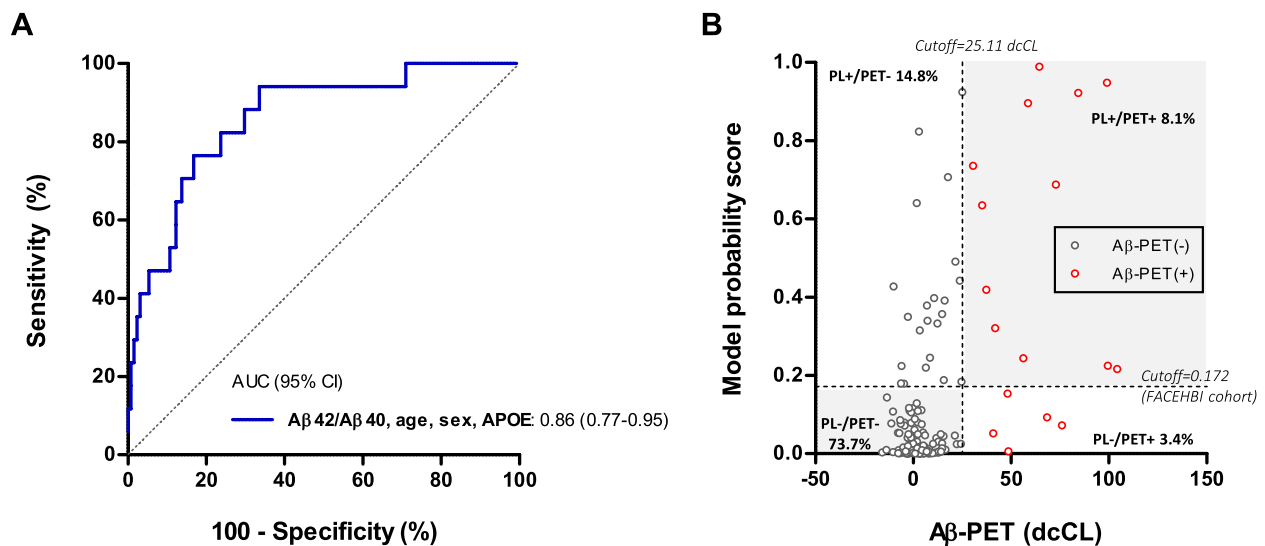 A
Sensitivity (%)
100
80
60
40
20
0
0
20
40
60
80
100
100 - Specificity (%)
AUC (95% CI)
Aβ42/Aβ40, age, sex, APOE: 0.86 (0.77-0.95)
B
Cutoff=25.11 dcCL
Model probability score
1.0
0.8
0.6
0.4
0.2
0.0
PL+/PET- 14.8%
PL+/PET+ 8.1%
Aβ-PET(-)
Aβ-PET(+)
Cutoff=0.172
(FACEHBI cohort)
PL-/PET-
73.7%
PL-/PET+ 3.4%
-50
0
50
100
150
Aβ-PET (dcCL)